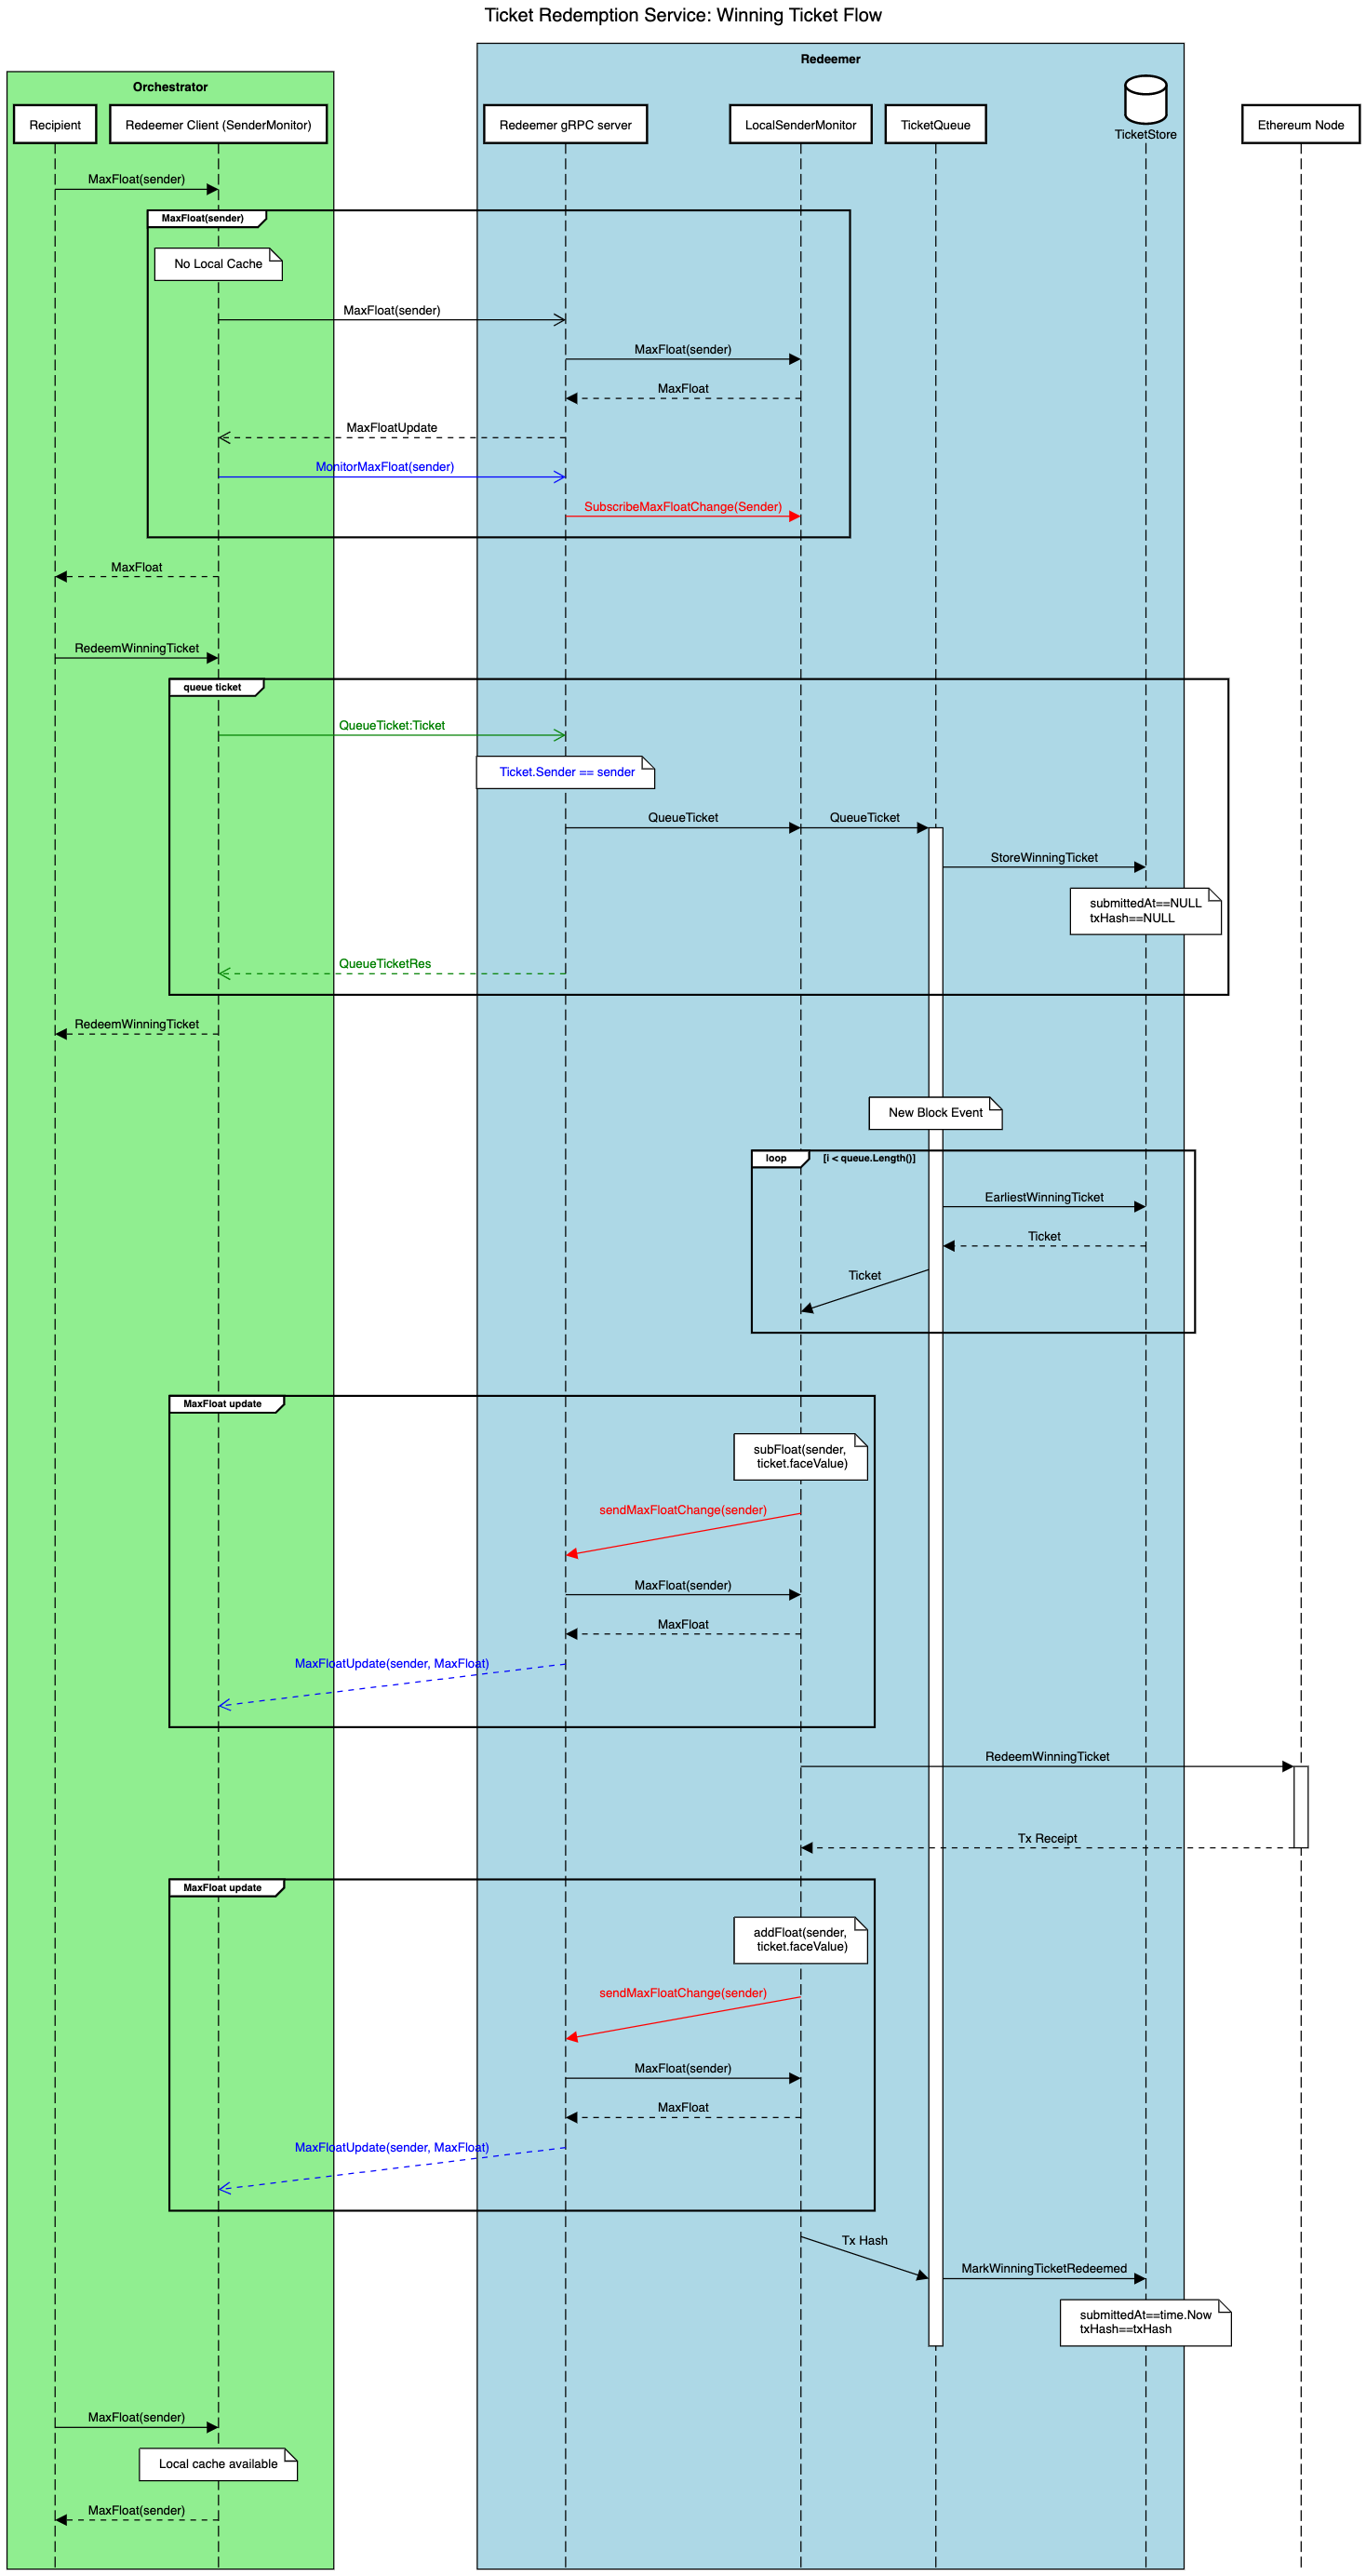 Ticket Redemption Service: Winning Ticket Flow
Orchestrator
Redeemer
Recipient
Redeemer Client (SenderMonitor)
Redeemer gRPC server
LocalSenderMonitor
TicketQueue
TicketStore
Ethereum Node
MaxFloat(sender)
MaxFloat(sender)
No Local Cache
MaxFloat(sender)
MaxFloat(sender)
MaxFloat
MaxFloatUpdate
MonitorMaxFloat(sender)
SubscribeMaxFloatChange(Sender)
MaxFloat
RedeemWinningTicket
queue ticket
QueueTicket:Ticket
Ticket.Sender == sender
QueueTicket
QueueTicket
StoreWinningTicket
submittedAt==NULL
txHash==NULL
QueueTicketRes
RedeemWinningTicket
New Block Event
loop
[i < queue.Length()]
EarliestWinningTicket
Ticket
Ticket
MaxFloat update
subFloat(sender,
ticket.faceValue)
sendMaxFloatChange(sender)
MaxFloat(sender)
MaxFloat
MaxFloatUpdate(sender, MaxFloat)
RedeemWinningTicket
Tx Receipt
MaxFloat update
addFloat(sender,
ticket.faceValue)
sendMaxFloatChange(sender)
MaxFloat(sender)
MaxFloat
MaxFloatUpdate(sender, MaxFloat)
Tx Hash
MarkWinningTicketRedeemed
submittedAt==time.Now
txHash==txHash
MaxFloat(sender)
Local cache available
MaxFloat(sender)